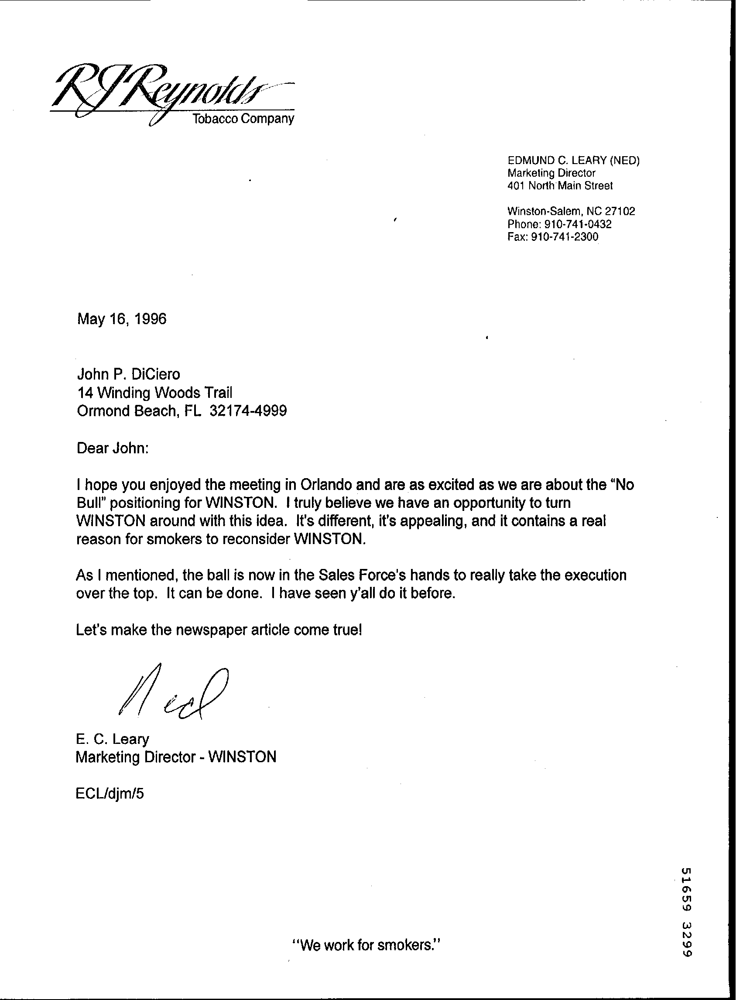 RJReynolds
Tobacco Company
EDMUND C. LEARY (NED)
Marketing Director
401 North Main Street
Winston-Salem, NC 27102
Phone: 910-741-0432
Fax: 910-741-2300
May 16, 1996
John P. DiCiero
14 Winding Woods Trail
Ormond Beach, FL 32174-4999
Dear John:
I hope you enjoyed the meeting in Orlando and are as excited as we are about the "No
Bull" positioning for WINSTON. I truly believe we have an opportunity to turn
WINSTON around with this idea. It's different, it's appealing, and it contains a real
reason for smokers to reconsider WINSTON.
As I mentioned, the ball is now in the Sales Force's hands to really take the execution
over the top. It can be done. I have seen y'all do it before.
Let's make the newspaper article come true!
Ned
E. C. Leary
Marketing Director - WINSTON
ECL/djm/5
"We work for smokers."
51659 3299